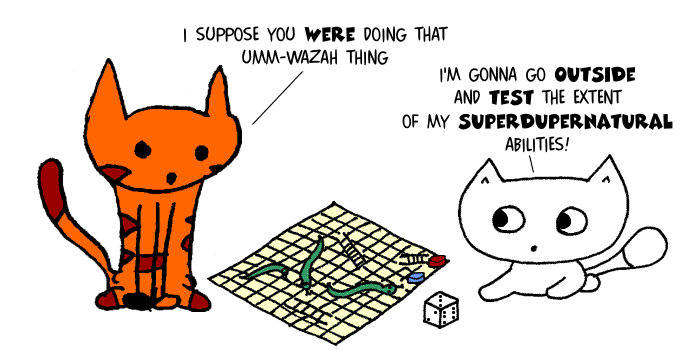 I SUPPOSE YOU WERE DOING THAT
UMM-WAZAH THING
I'M GONNA GO OUTSIDE
AND TEST THE EXTENT
OF MY SUPERDUPERNATURAL
ABILITIES!